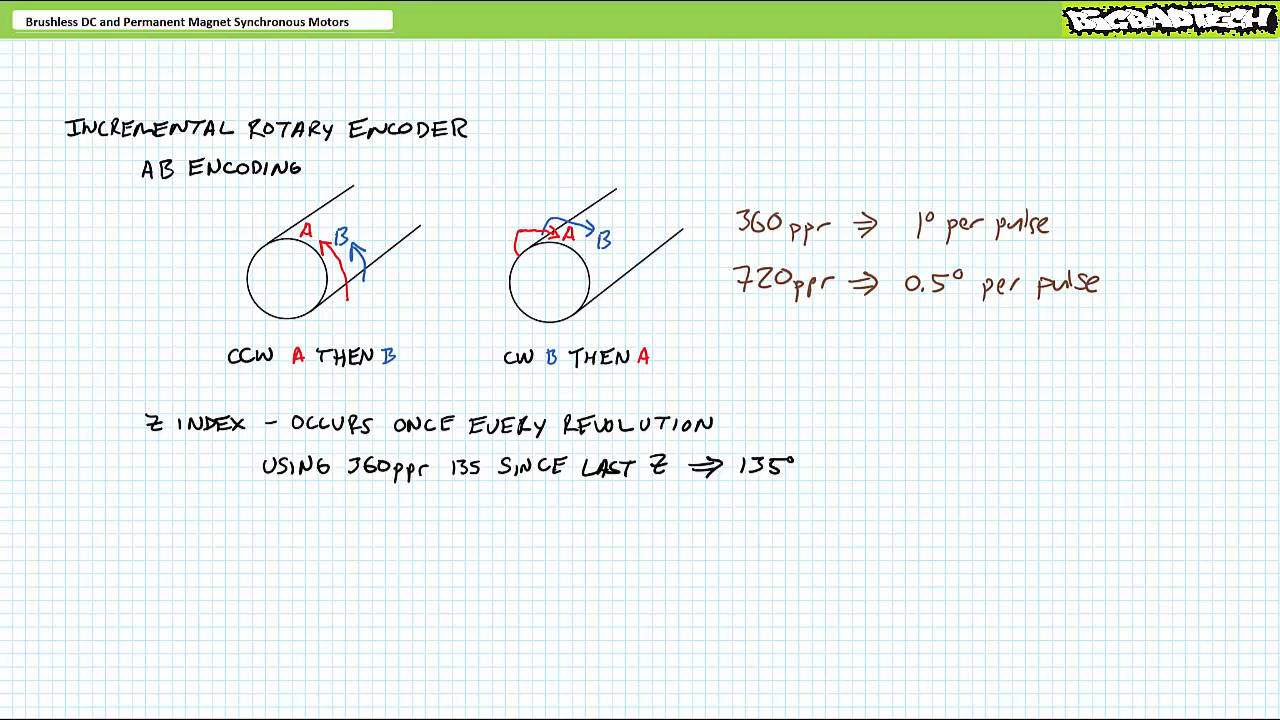 Brushless DC and Permanent Magnet Synchronous Motors
BIGBADTECH
INCREMENTAL ROTARY ENCODER
AB ENCODING
A B
A B
360ppr ⇒ 1° per pulse
720ppr ⇒ 0.5° per pulse
CCW A THEN B
CW B THEN A
Z INDEX - OCCURS ONCE EVERY REVOLUTION
USING 360ppr 135 SINCE LAST Z ⇒ 135°